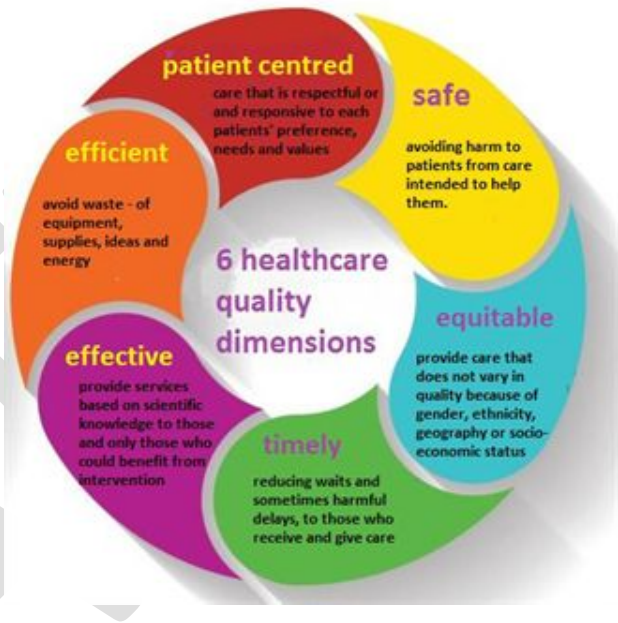 patient centred
care that is respectful or
and responsive to each
patients' preference,
needs and values
safe
avoiding harm to
patients from care
intended to help
them.
equitable
provide care that
does not vary in
quality because of
gender, ethnicity,
geography or socio-
economic status
timely
reducing waits and
sometimes harmful
delays, to those who
receive and give care
effective
provide services
based on scientific
knowledge to those
and only those who
could benefit from
intervention
efficient
avoid waste - of
equipment,
supplies, ideas and
energy
6 healthcare
quality
dimensions